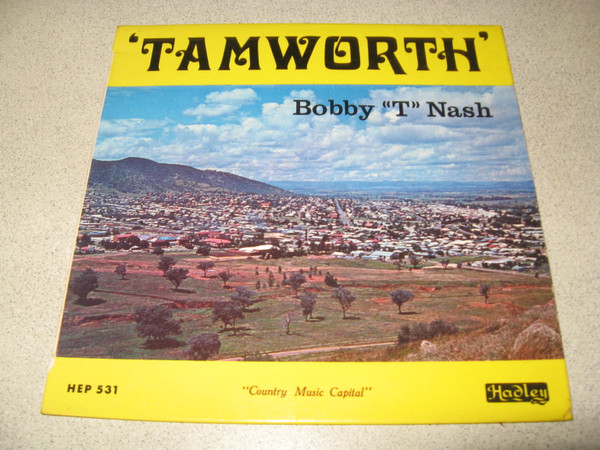 'TAMWORTH'
Bobby "T" Nash
HEP 531
"Country Music Capital"
Hadley